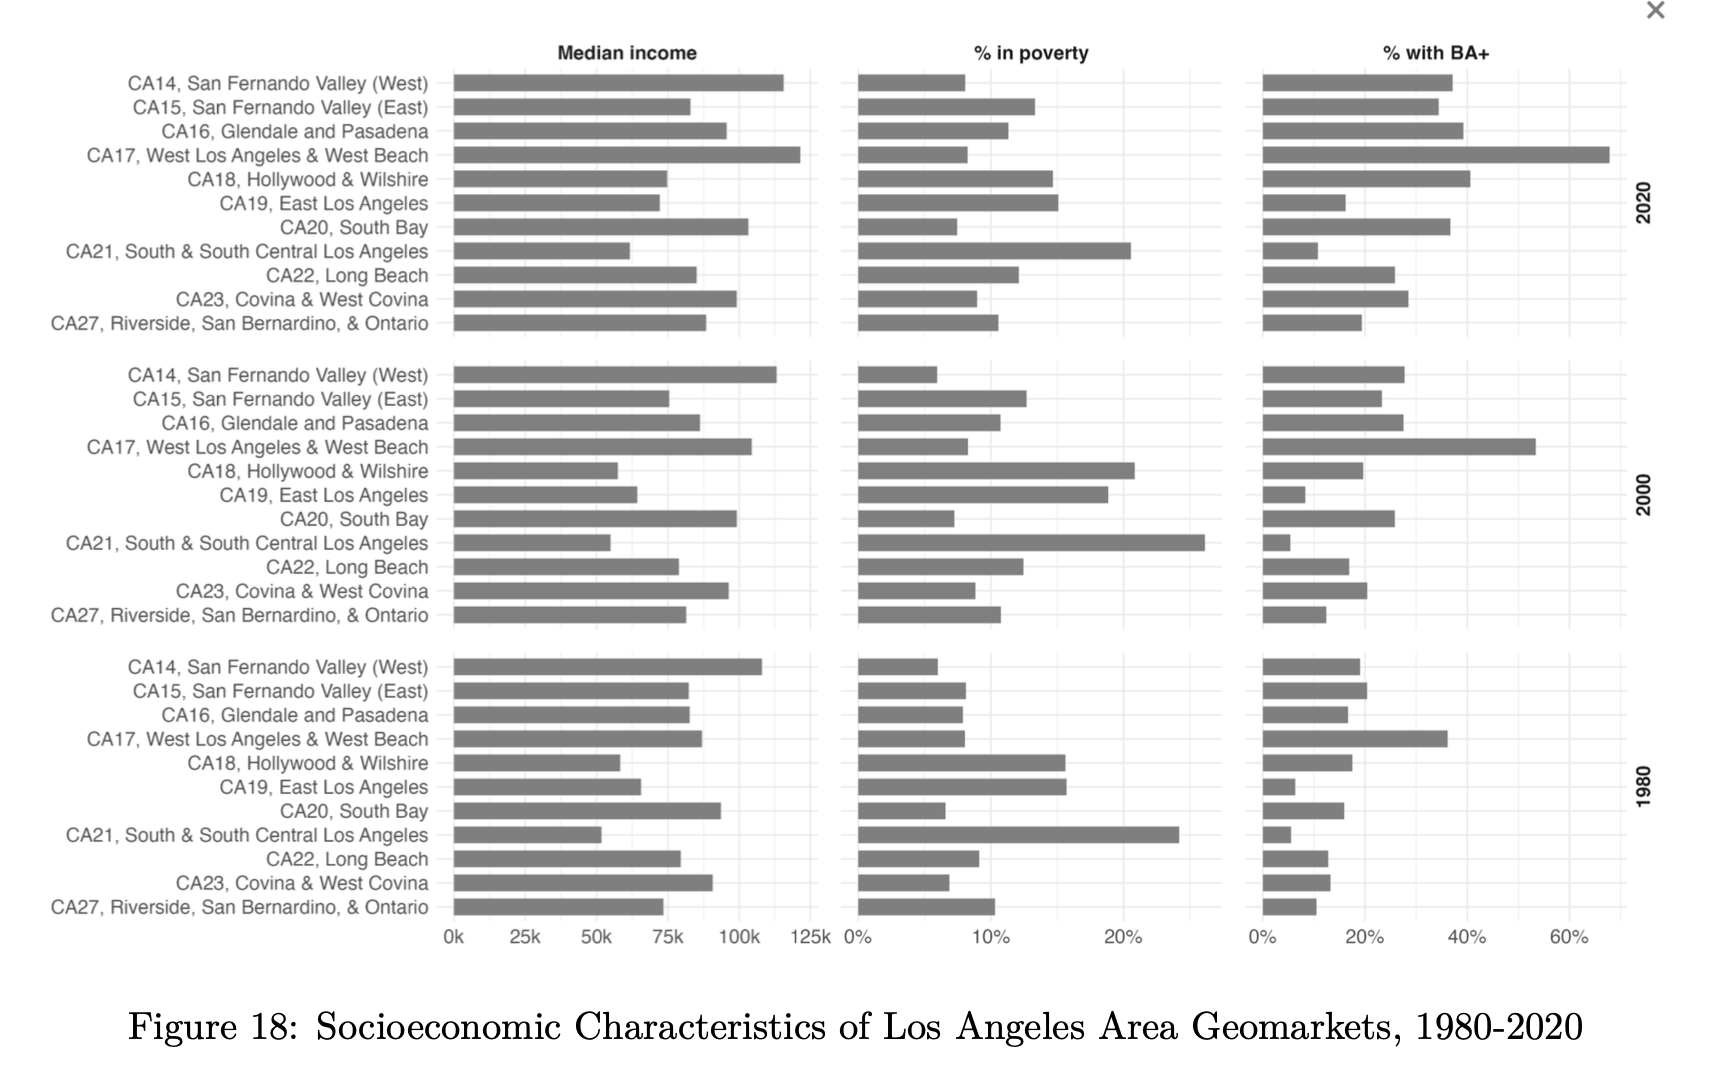 ×
Median income % in poverty % with BA+
CA14, San Fernando Valley (West)
CA15, San Fernando Valley (East)
CA16, Glendale and Pasadena
CA17, West Los Angeles & West Beach
CA18, Hollywood & Wilshire
CA19, East Los Angeles
CA20, South Bay
CA21, South & South Central Los Angeles
CA22, Long Beach
CA23, Covina & West Covina
CA27, Riverside, San Bernardino, & Ontario
2020
CA14, San Fernando Valley (West)
CA15, San Fernando Valley (East)
CA16, Glendale and Pasadena
CA17, West Los Angeles & West Beach
CA18, Hollywood & Wilshire
CA19, East Los Angeles
CA20, South Bay
CA21, South & South Central Los Angeles
CA22, Long Beach
CA23, Covina & West Covina
CA27, Riverside, San Bernardino, & Ontario
2000
CA14, San Fernando Valley (West)
CA15, San Fernando Valley (East)
CA16, Glendale and Pasadena
CA17, West Los Angeles & West Beach
CA18, Hollywood & Wilshire
CA19, East Los Angeles
CA20, South Bay
CA21, South & South Central Los Angeles
CA22, Long Beach
CA23, Covina & West Covina
CA27, Riverside, San Bernardino, & Ontario
1980
0k 25k 50k 75k 100k 125k 0% 10% 20% 0% 20% 40% 60%
Figure 18: Socioeconomic Characteristics of Los Angeles Area Geomarkets, 1980-2020